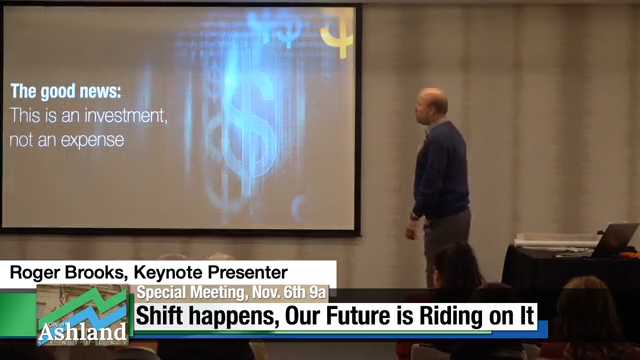 The good news:
This is an investment,
not an expense
Roger Brooks, Keynote Presenter
Special Meeting, Nov. 6th 9a
Shift happens, Our Future is Riding on It
Ashland